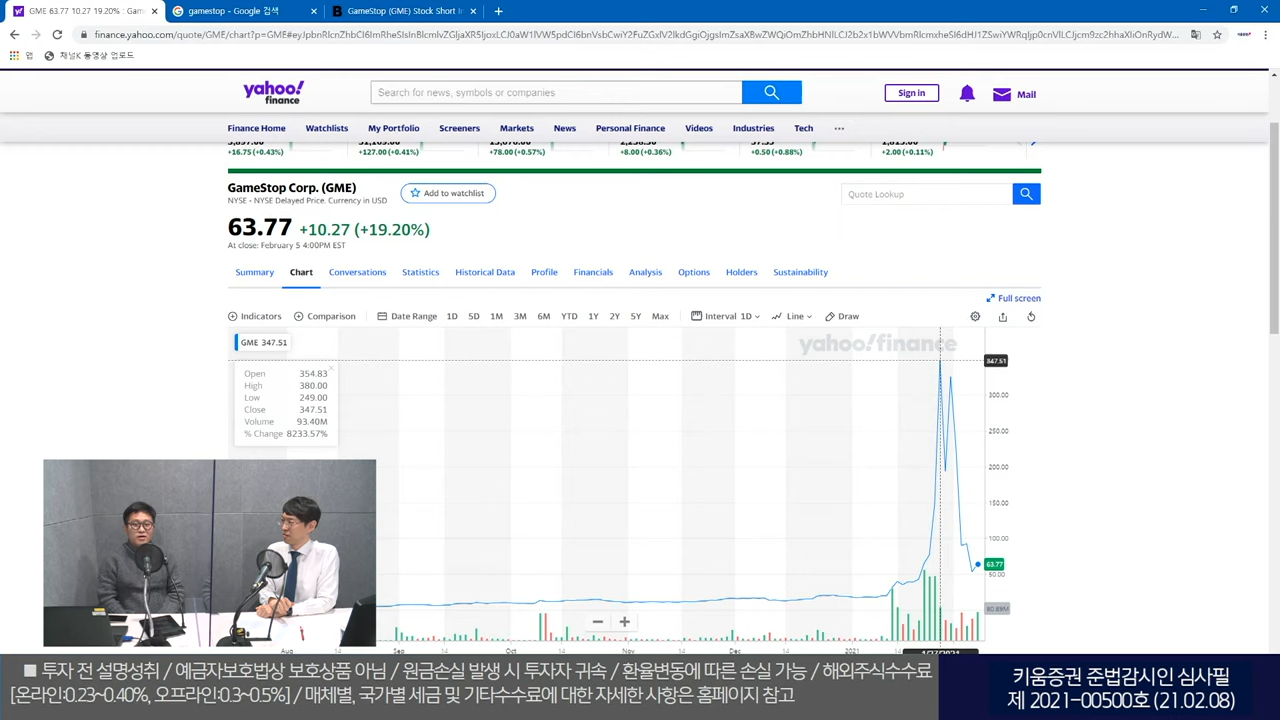 GME 63.77 10.27 19.20% : Gam
gamestop - Google 검색
GameStop (GME) Stock Short In
finance.yahoo.com/quote/GME/chart?p=GME#
앱
채널K 동영상 업로드
yahoo!
finance
Search for news, symbols or companies
Sign in
Mail
Finance Home
Watchlists
My Portfolio
Screeners
Markets
News
Personal Finance
Videos
Industries
Tech
+16.75 (+0.43%)
+127.00 (+0.41%)
+78.00 (+0.57%)
+8.00 (+0.36%)
+0.50 (+0.88%)
+2.00 (+0.11%)
GameStop Corp. (GME)
Add to watchlist
Quote Lookup
NYSE - NYSE Delayed Price. Currency in USD
63.77 +10.27 (+19.20%)
At close: February 5 4:00PM EST
Summary
Chart
Conversations
Statistics
Historical Data
Profile
Financials
Analysis
Options
Holders
Sustainability
Full screen
Indicators
Comparison
Date Range
1D
5D
1M
3M
6M
YTD
1Y
2Y
5Y
Max
Interval 1D
Line
Draw
GME 347.51
yahoo!finance
347.51
Open 354.83
High 380.00
Low 249.00
Close 347.51
Volume 93.40M
% Change 8233.57%
300.00
250.00
200.00
150.00
100.00
63.77
50.00
80.89M
Aug
Sep
Oct
Nov
Dec
2021
1/27/2021
■ 투자 전 설명청취 / 예금자보호법상 보호상품 아님 / 원금손실 발생 시 투자자 귀속 / 환율변동에 따른 손실 가능 / 해외주식수수료
[온라인:0.23~0.40%, 오프라인:0.3~0.5%] / 매체별, 국가별 세금 및 기타수수료에 대한 자세한 사항은 홈페이지 참고
키움증권 준법감시인 심사필
제 2021-00500호 (21.02.08)